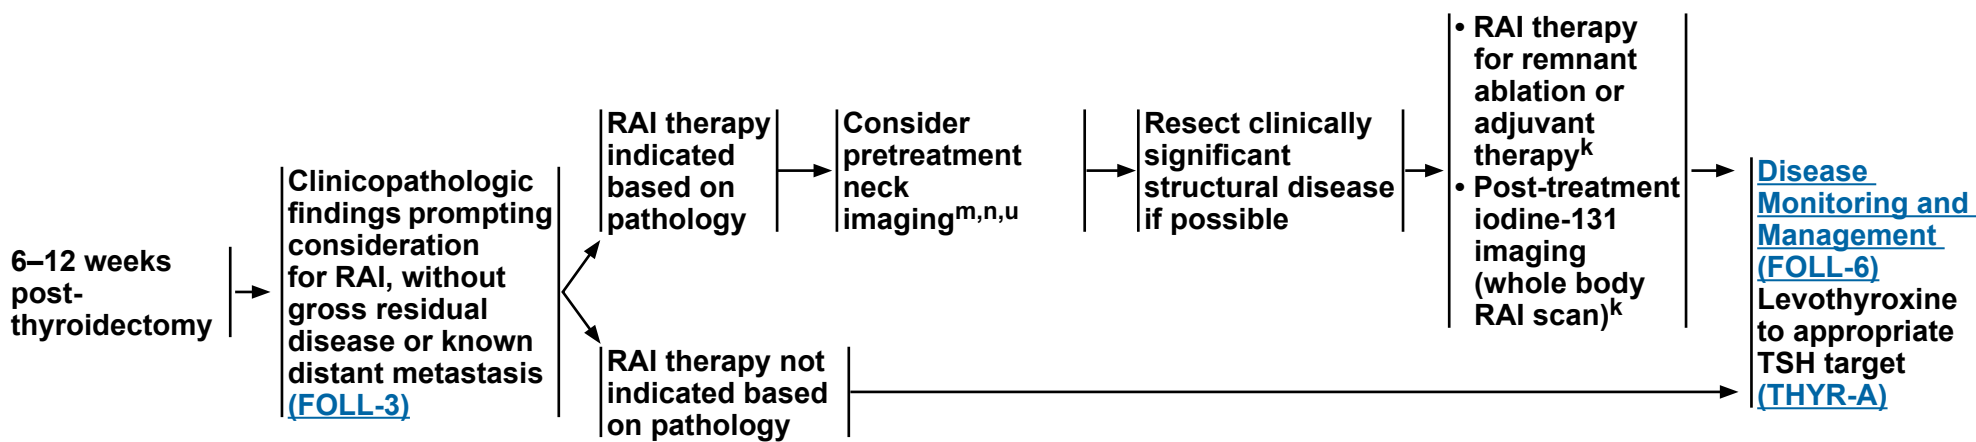 6–12 weeks
post-
thyroidectomy
Clinicopathologic
findings prompting
consideration
for RAI, without
gross residual
disease or known
distant metastasis
(FOLL-3)
RAI therapy
indicated
based on
pathology
Consider
pretreatment
neck
imagingm,n,u
Resect clinically
significant
structural disease
if possible
• RAI therapy
for remnant
ablation or
adjuvant
therapyk
• Post-treatment
iodine-131
imaging
(whole body
RAI scan)k
RAI therapy not
indicated based
on pathology
Disease
Monitoring and
Management
(FOLL-6)
Levothyroxine
to appropriate
TSH target
(THYR-A)